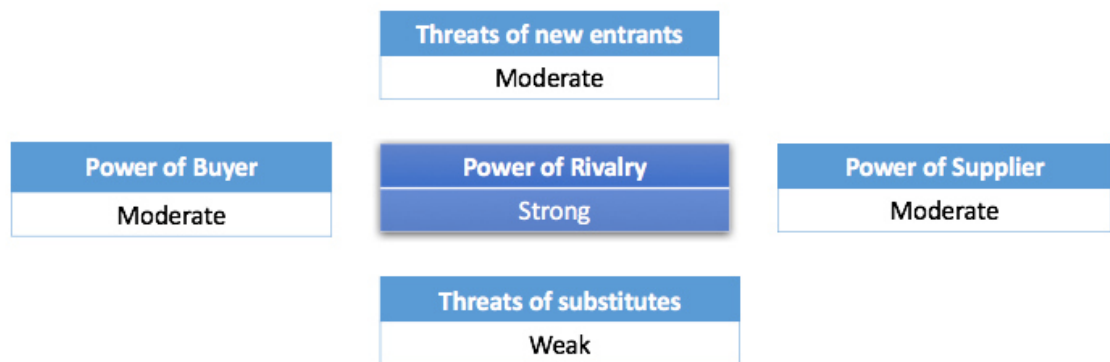 Threats of new entrants
Moderate
Power of Buyer
Moderate
Power of Rivalry
Strong
Power of Supplier
Moderate
Threats of substitutes
Weak